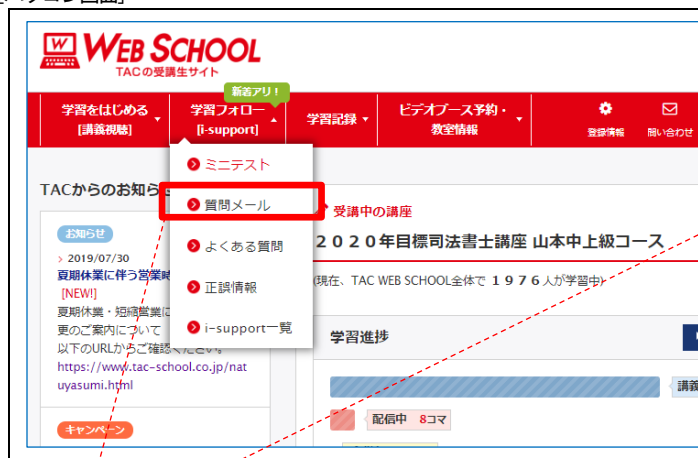 WEB SCHOOL
TACの受講生サイト
新着アリ！
学習をはじめる
[講義視聴]
学習フォロー
[i-support]
学習記録
ビデオブース予約・
教室情報
登録情報
問い合わせ
ミニテスト
質問メール
よくある質問
正誤情報
i-support一覧
TACからのお知らせ
お知らせ
> 2019/07/30
夏期休業に伴う営業時
[NEW!]
夏期休業・短縮営業に
更のご案内について
以下のURLからご確認ください。
https://www.tac-school.co.jp/nat
uyasumi.html
キャンペーン
受講中の講座
２０２０年目標司法書士講座 山本中上級コース
(現在、TAC WEB SCHOOL全体で １９７６人が学習中)
学習進捗
講義
配信中 8コマ